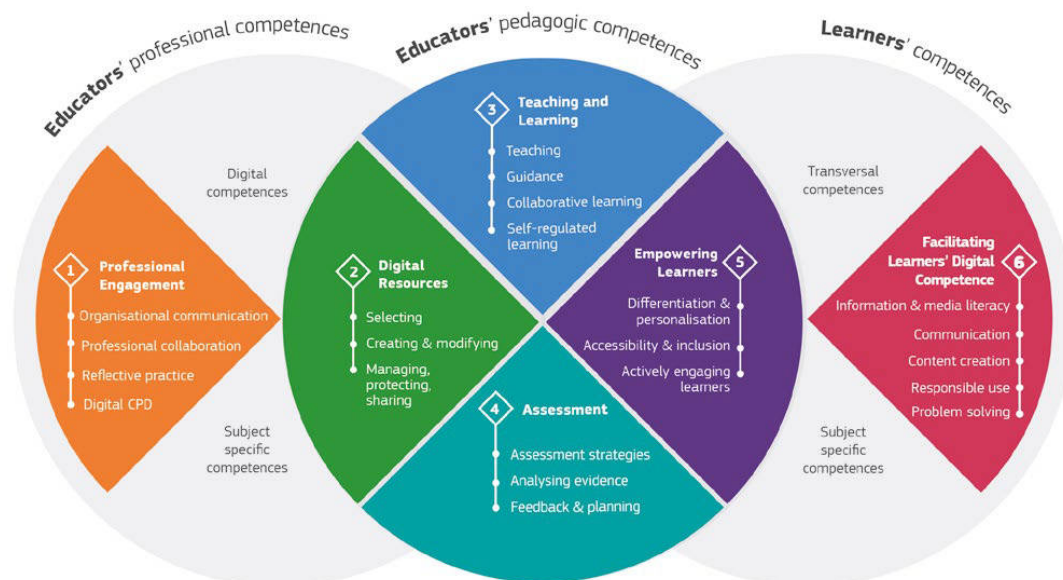 Educators' professional competences
Educators' pedagogic competences
Learners' competences
Digital
competences
Subject
specific
competences
1
Professional
Engagement
Organisational communication
Professional collaboration
Reflective practice
Digital CPD
2
Digital
Resources
Selecting
Creating & modifying
Managing,
protecting,
sharing
3
Teaching and
Learning
Teaching
Guidance
Collaborative learning
Self-regulated
learning
4
Assessment
Assessment strategies
Analysing evidence
Feedback & planning
Empowering
Learners
5
Differentiation &
personalisation
Accessibility & inclusion
Actively engaging
learners
Transversal
competences
Subject
specific
competences
Facilitating
Learners' Digital
Competence
6
Information & media literacy
Communication
Content creation
Responsible use
Problem solving